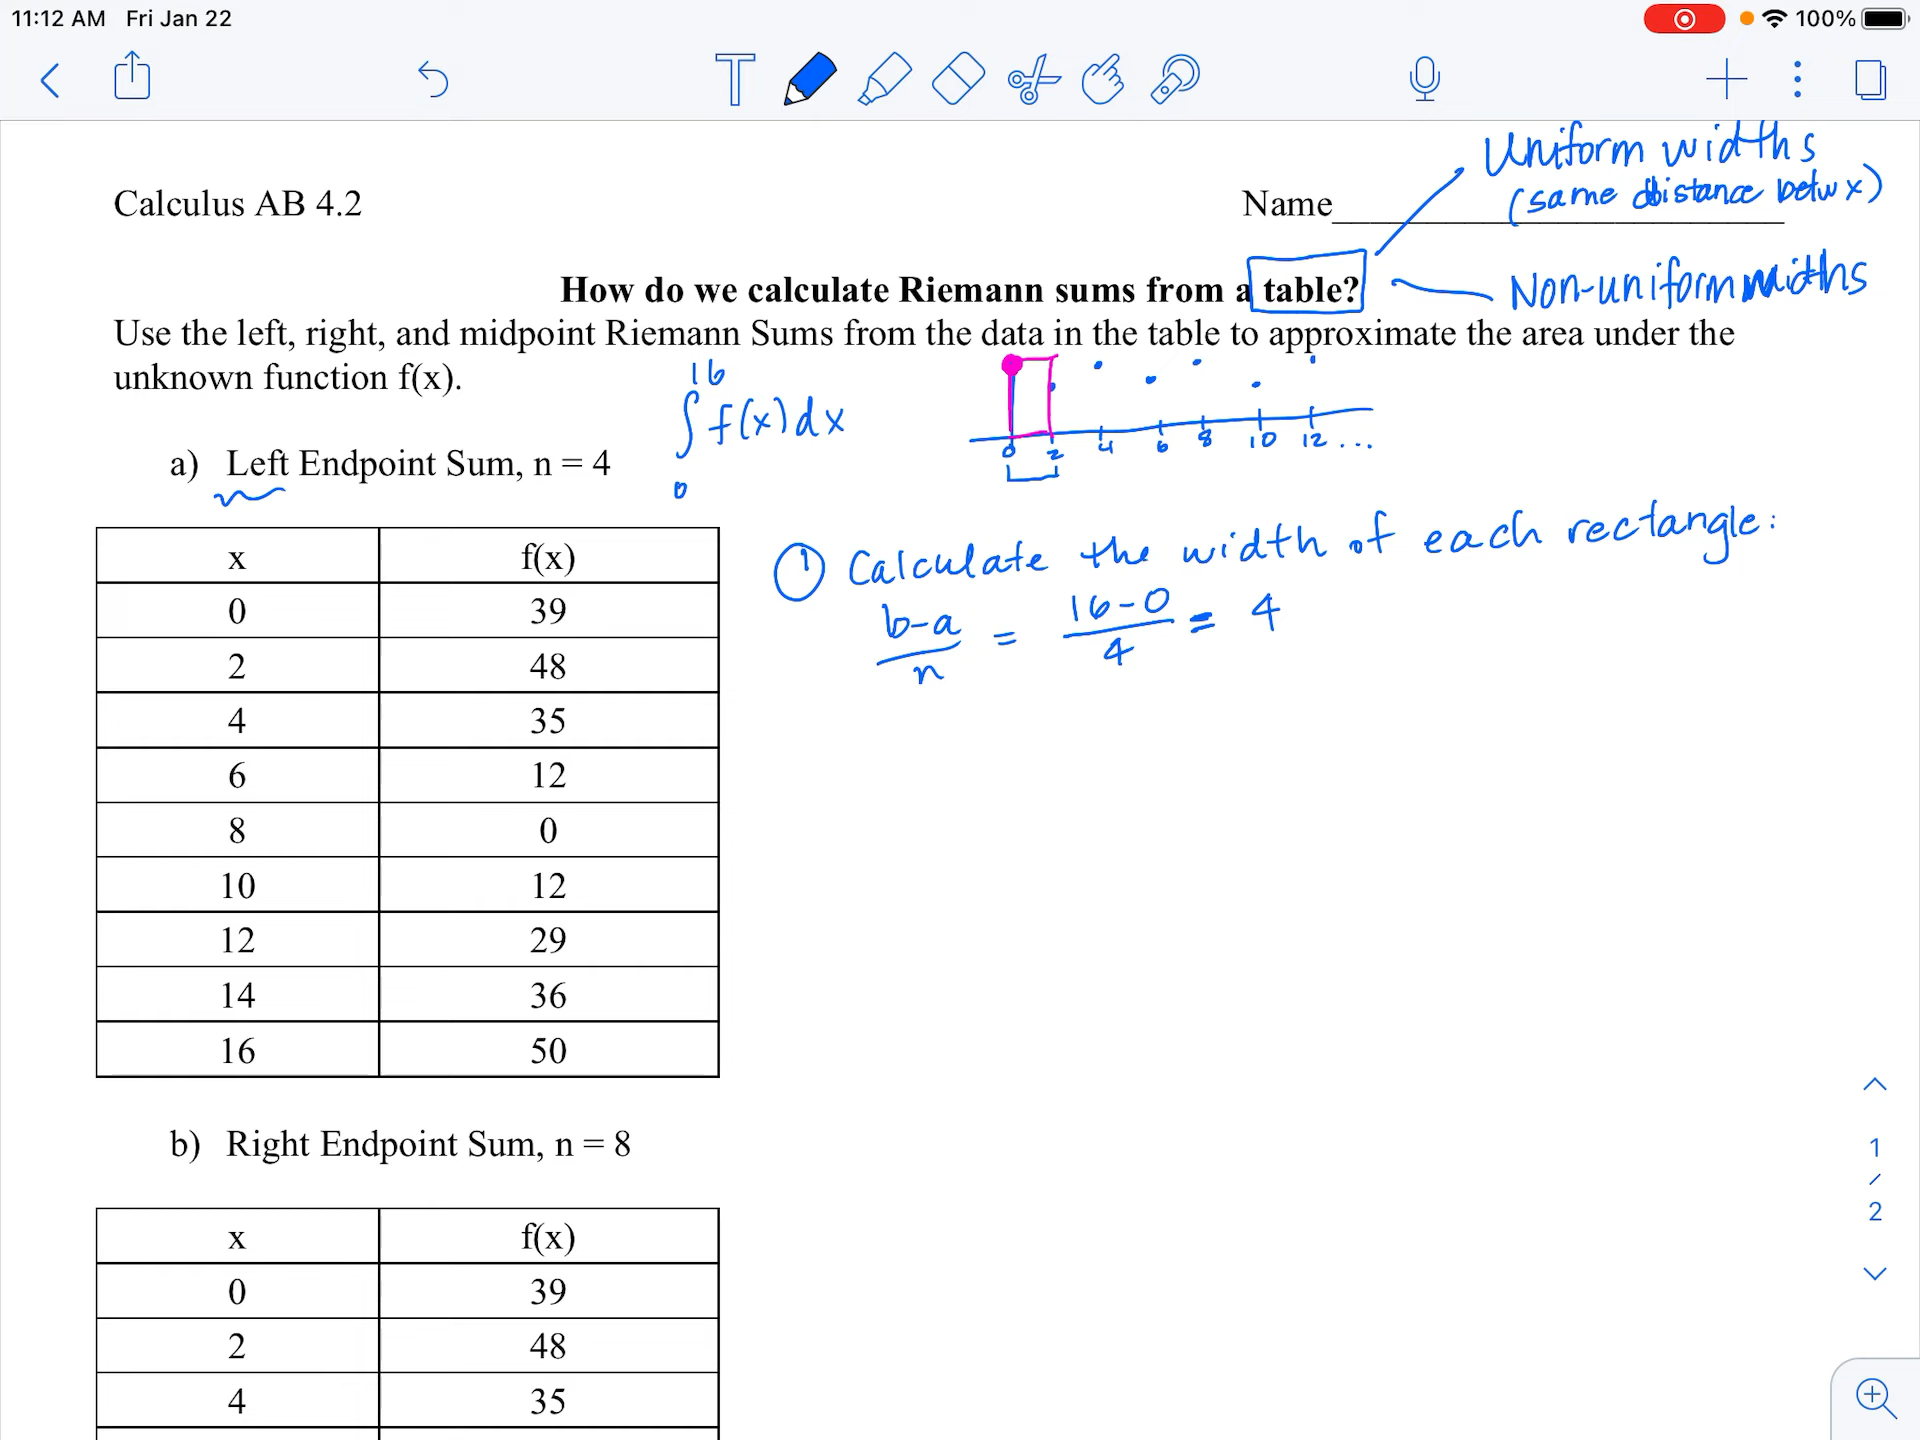 11:12 AM Fri Jan 22
100%
Uniform widths
(same distance betw x)
Calculus AB 4.2 Name
How do we calculate Riemann sums from a table?
Non-uniform widths
Use the left, right, and midpoint Riemann Sums from the data in the table to approximate the area under the
unknown function f(x).
16
∫ f(x)dx
0
0 2 4 6 8 10 12 ...
a) Left Endpoint Sum, n = 4
x f(x)
0 39
2 48
4 35
6 12
8 0
10 12
12 29
14 36
16 50
① Calculate the width of each rectangle:
b-a / n = 16-0 / 4 = 4
b) Right Endpoint Sum, n = 8
x f(x)
0 39
2 48
4 35
1
/
2